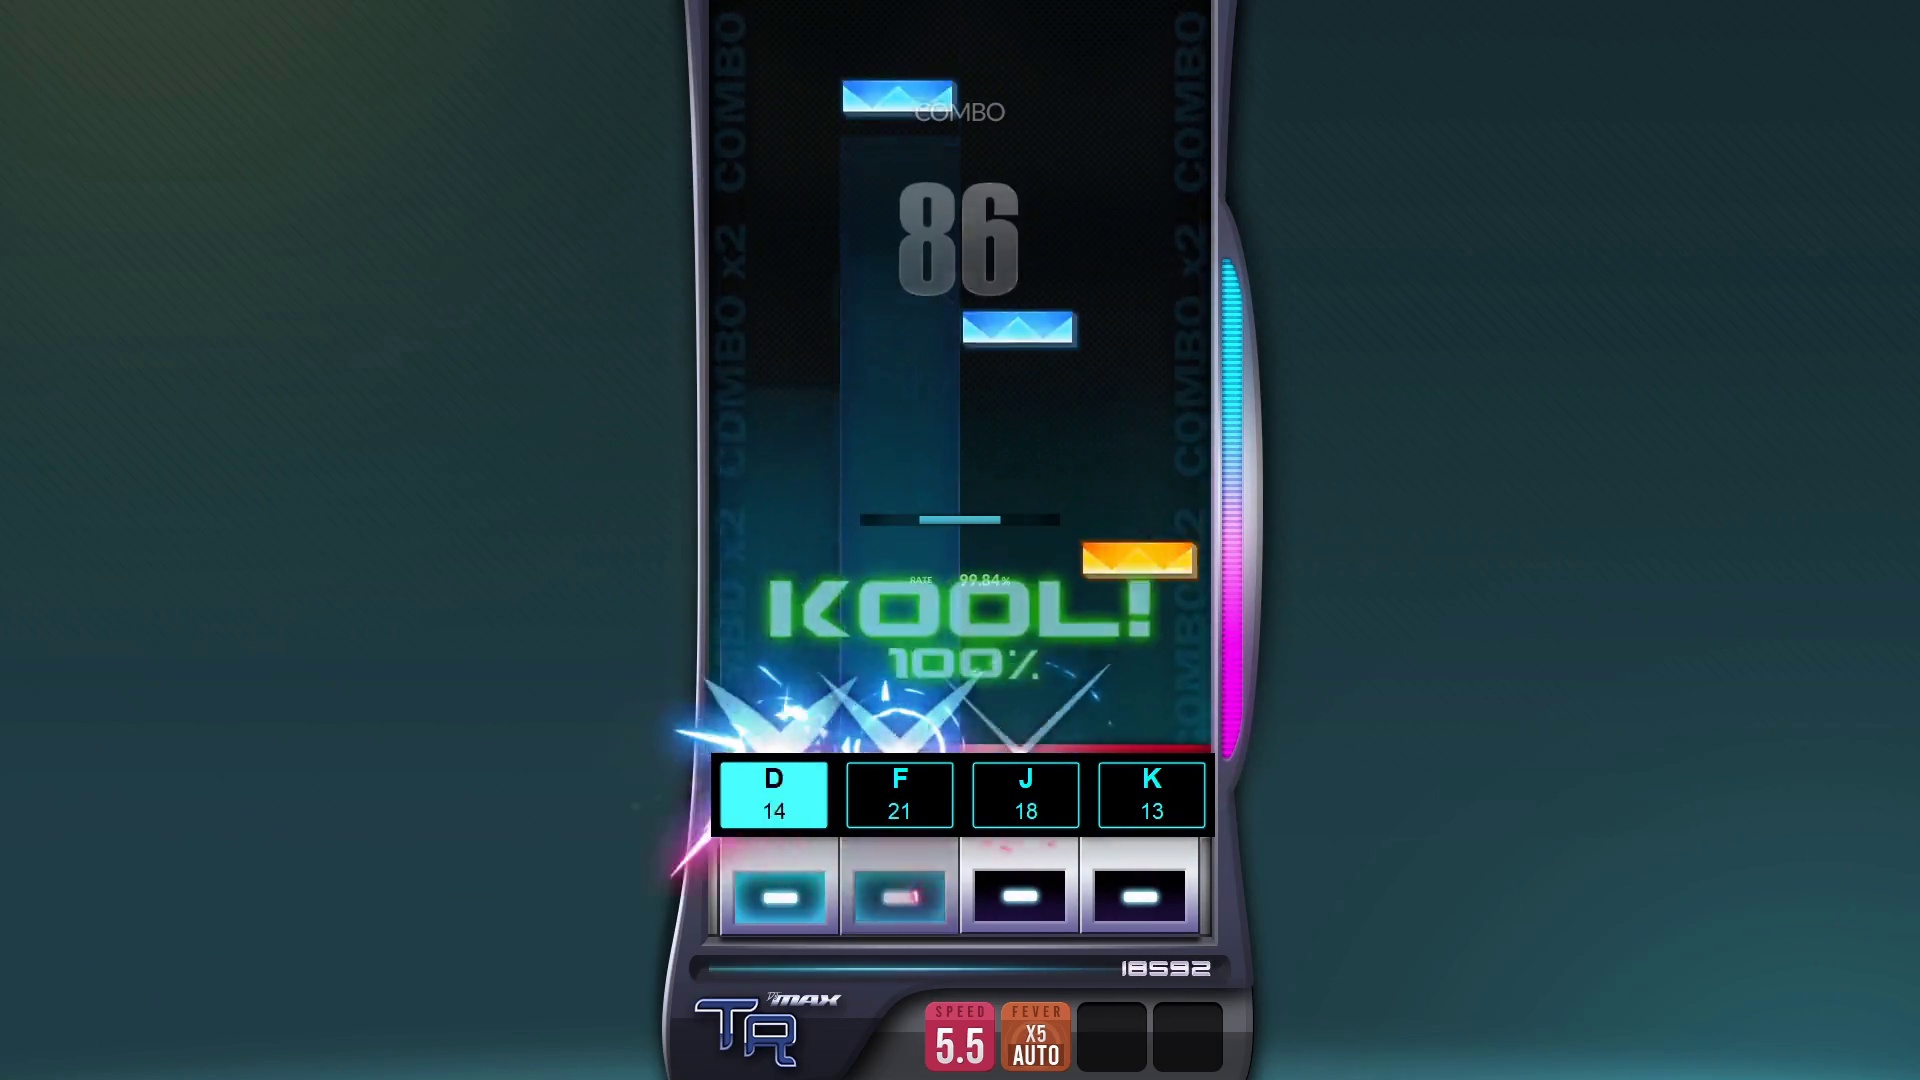 COMBO x2 COMBO x2 COMBO
COMBO x2 COMBO x2 COMBO
COMBO
86
RATE 99.84%
KOOL!
100%
D F J K
14 21 18 13
18592
MAX
TR
SPEED
5.5
FEVER
X5
AUTO